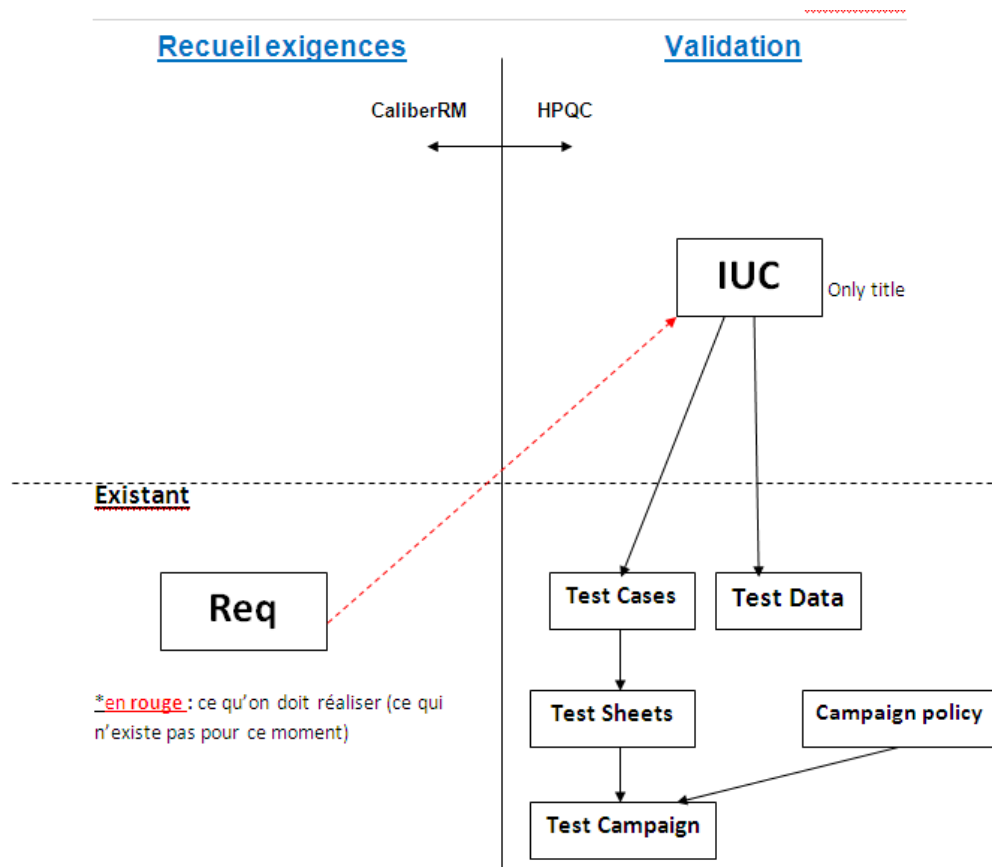 Recueil exigences
Validation
CaliberRM
HPQC
IUC
Only title
Existant
Req
Test Cases
Test Data
*en rouge : ce qu'on doit réaliser (ce qui
n'existe pas pour ce moment)
Test Sheets
Campaign policy
Test Campaign